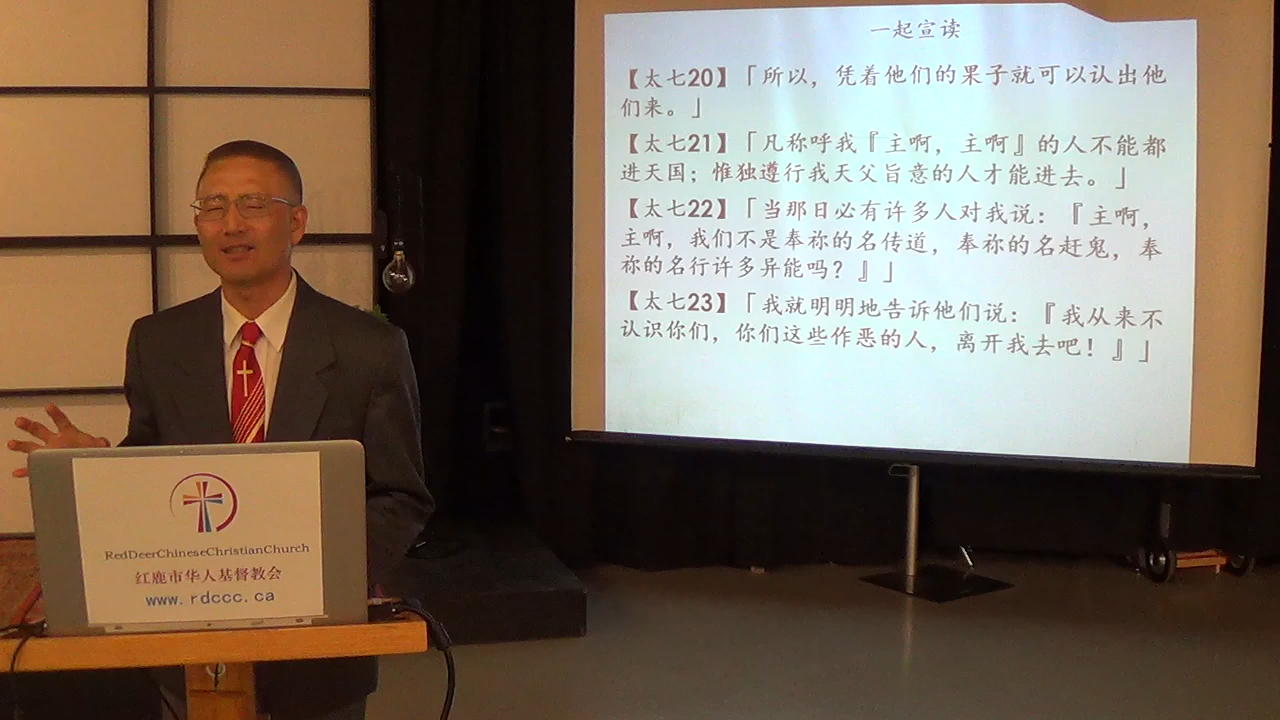 一起宣读
【太七20】「所以，凭着他们的果子就可以认出他
们来。」
【太七21】「凡称呼我『主啊，主啊』的人不能都
进天国；惟独遵行我天父旨意的人才能进去。」
【太七22】「当那日必有许多人对我说：『主啊，
主啊，我们不是奉祢的名传道，奉祢的名赶鬼，奉
祢的名行许多异能吗？』」
【太七23】「我就明明地告诉他们说：『我从来不
认识你们，你们这些作恶的人，离开我去吧！』」
RedDeerChineseChristianChurch
红鹿市华人基督教会
www.rdccc.ca